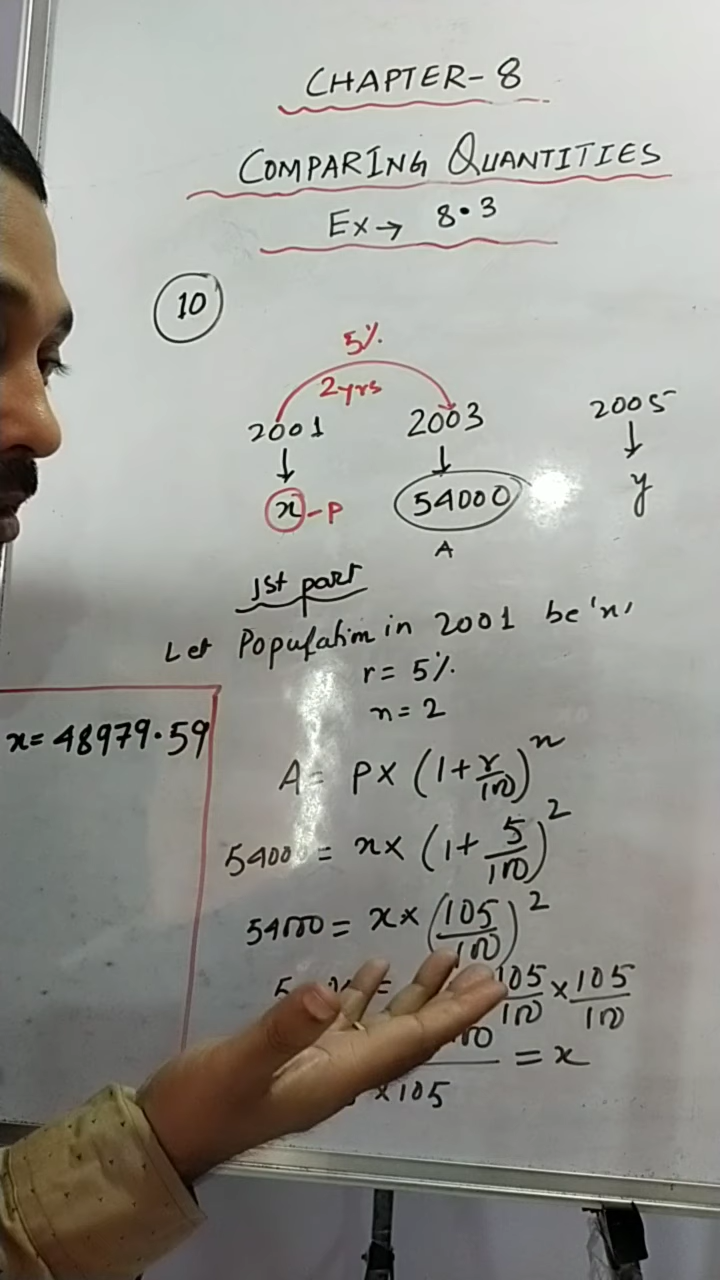 CHAPTER-8
COMPARING QUANTITIES
Ex→ 8.3
10
5%
2yrs
2001 2003 2005
↓ ↓ ↓
x-P 54000 y
A
1st part
Let Population in 2001 be 'x'
r= 5%
n=2
x= 48979.59
A= P× (1+r/100)^n
54000 = x× (1+5/100)^2
54000 = x× (105/100)^2
105/100 × 105/100
= x
×105